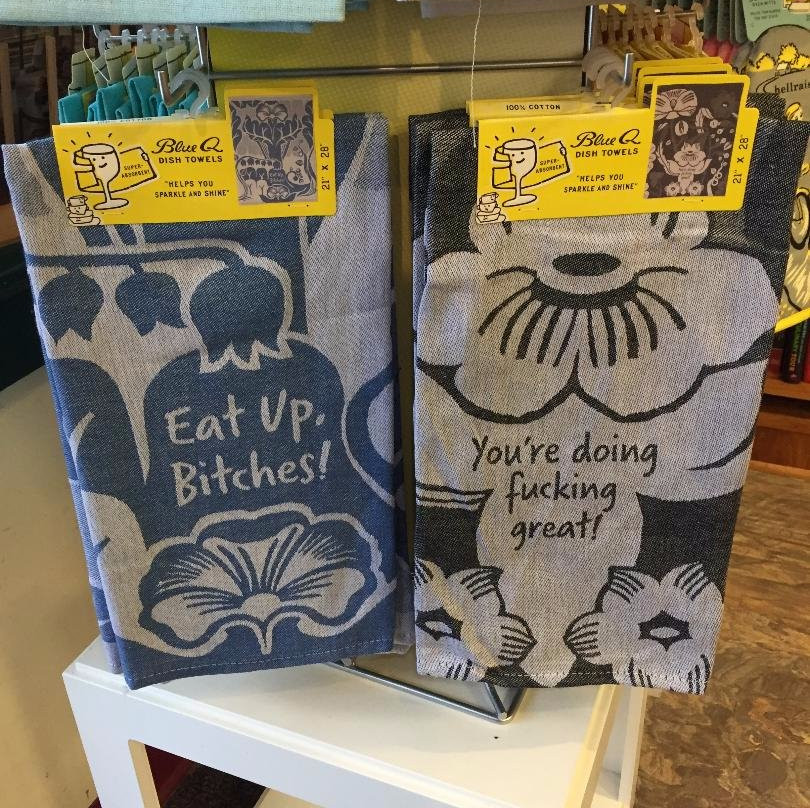 Blue Q
DISH TOWELS
SUPER-
ABSORBENT
"HELPS YOU
SPARKLE AND SHINE"
21" X 28"
Eat Up,
Bitches!
100% COTTON
Blue Q
DISH TOWELS
SUPER-
ABSORBENT
"HELPS YOU
SPARKLE AND SHINE"
21" X 28"
You're doing
fucking
great!